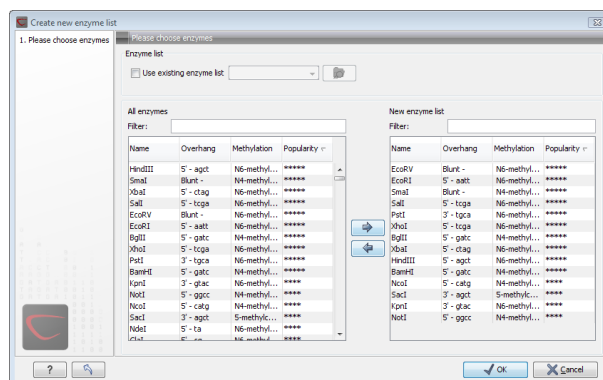 Create new enzyme list
1. Please choose enzymes
Please choose enzymes
Enzyme list
Use existing enzyme list
All enzymes
Filter:
Name Overhang Methylation Popularity
HindIII 5' - agct N6-methyl... *****
SmaI Blunt - N4-methyl... *****
XbaI 5' - ctag N6-methyl... *****
SalI 5' - tcga N6-methyl... *****
EcoRV Blunt - N6-methyl... *****
EcoRI 5' - aatt N6-methyl... *****
BglII 5' - gatc N4-methyl... *****
XhoI 5' - tcga N6-methyl... *****
PstI 3' - tgca N6-methyl... *****
BamHI 5' - gatc N4-methyl... *****
KpnI 3' - gtac N6-methyl... ****
NotI 5' - ggcc N4-methyl... ****
NcoI 5' - catg N4-methyl... ****
SacI 3' - agct 5-methylc... ****
NdeI 5' - ta N6-methyl... ****
ClaI 5' - cg N6-methyl... ****
New enzyme list
Filter:
Name Overhang Methylation Popularity
EcoRV Blunt - N6-methyl... *****
EcoRI 5' - aatt N6-methyl... *****
SmaI Blunt - N4-methyl... *****
SalI 5' - tcga N6-methyl... *****
PstI 3' - tgca N6-methyl... *****
XhoI 5' - tcga N6-methyl... *****
BglII 5' - gatc N4-methyl... *****
XbaI 5' - ctag N6-methyl... *****
HindIII 5' - agct N6-methyl... *****
BamHI 5' - gatc N4-methyl... *****
NcoI 5' - catg N4-methyl... ****
SacI 3' - agct 5-methylc... ****
KpnI 3' - gtac N6-methyl... ****
NotI 5' - ggcc N4-methyl... ****
?
OK
Cancel